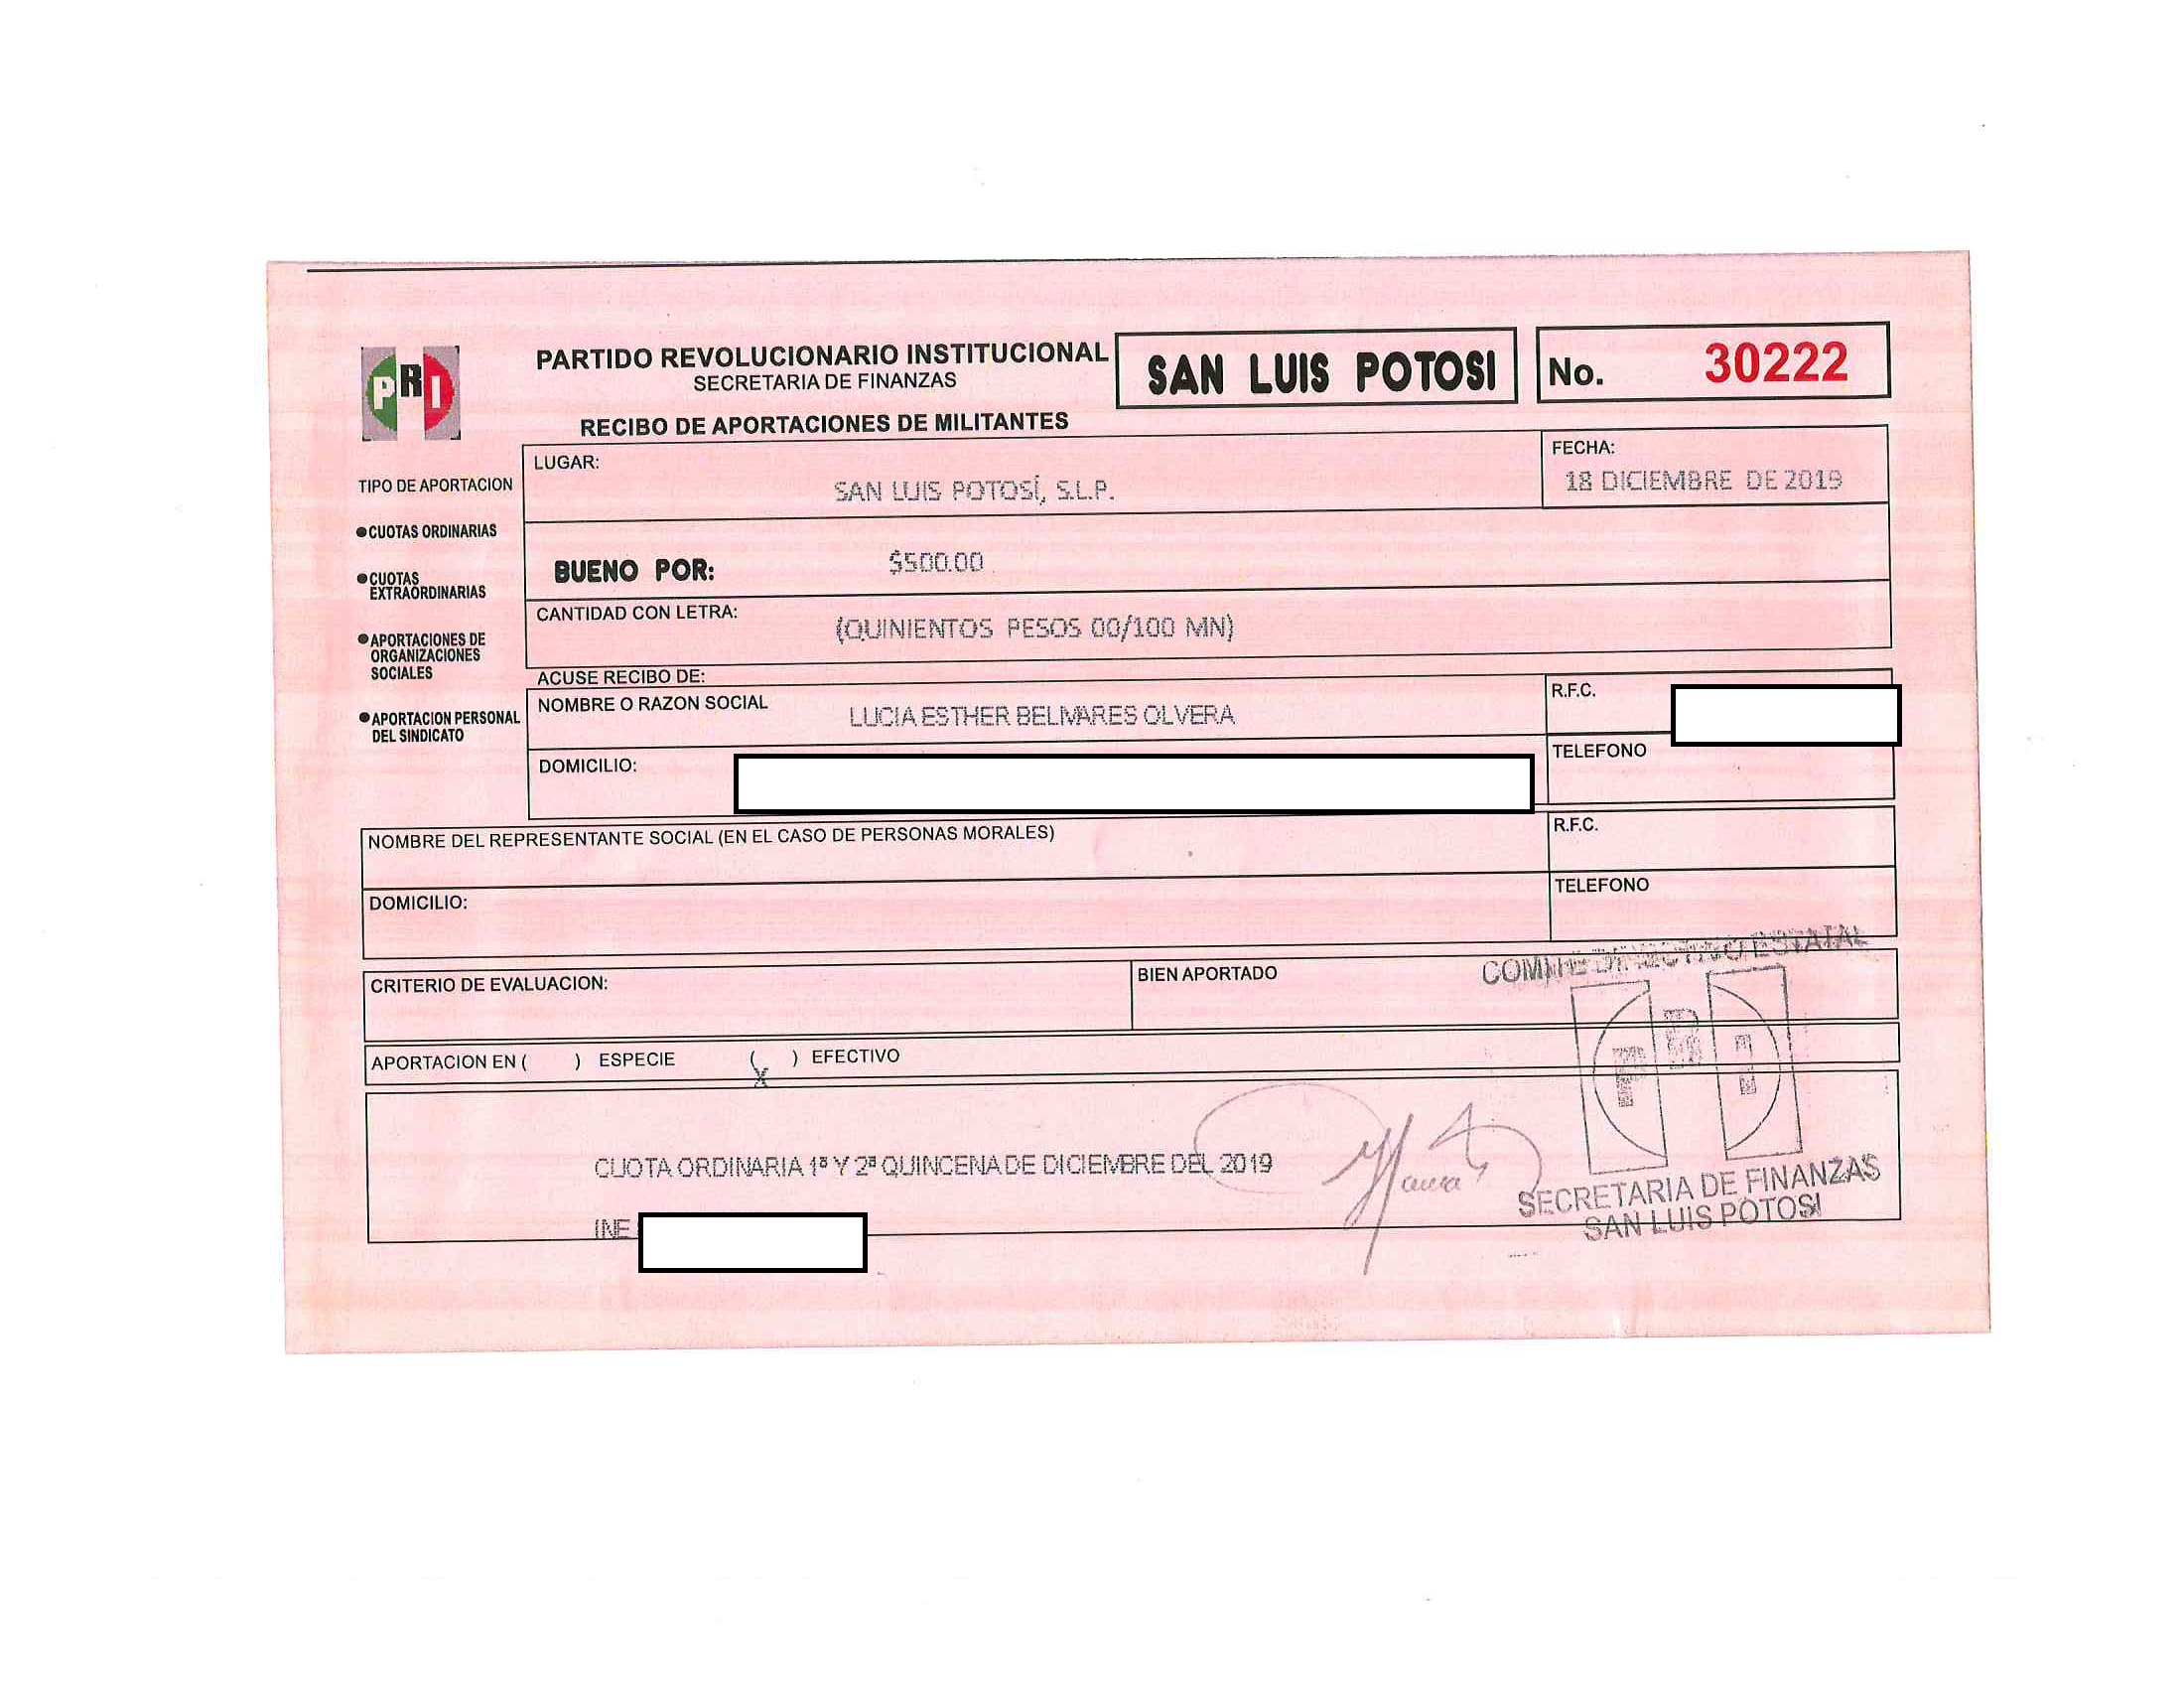 PRI
PARTIDO REVOLUCIONARIO INSTITUCIONAL
SECRETARIA DE FINANZAS
RECIBO DE APORTACIONES DE MILITANTES
SAN LUIS POTOSI
No. 30222
TIPO DE APORTACION
●CUOTAS ORDINARIAS
●CUOTAS
EXTRAORDINARIAS
●APORTACIONES DE
ORGANIZACIONES
SOCIALES
●APORTACION PERSONAL
DEL SINDICATO
LUGAR:
SAN LUIS POTOSÍ, S.L.P.
FECHA:
18 DICIEMBRE DE 2019
BUENO POR: $500.00
CANTIDAD CON LETRA: (QUINIENTOS PESOS 00/100 MN)
ACUSE RECIBO DE:
NOMBRE O RAZON SOCIAL LUCIA ESTHER BELMARES OLVERA
R.F.C.
DOMICILIO:
TELEFONO
NOMBRE DEL REPRESENTANTE SOCIAL (EN EL CASO DE PERSONAS MORALES)
R.F.C.
DOMICILIO:
TELEFONO
CRITERIO DE EVALUACION:
BIEN APORTADO
APORTACION EN ( ) ESPECIE (X) EFECTIVO
CUOTA ORDINARIA 1ª Y 2ª QUINCENA DE DICIEMBRE DEL 2019
INE
COMITE DIRECTIVO ESTATAL
PRI
SECRETARIA DE FINANZAS
SAN LUIS POTOSI